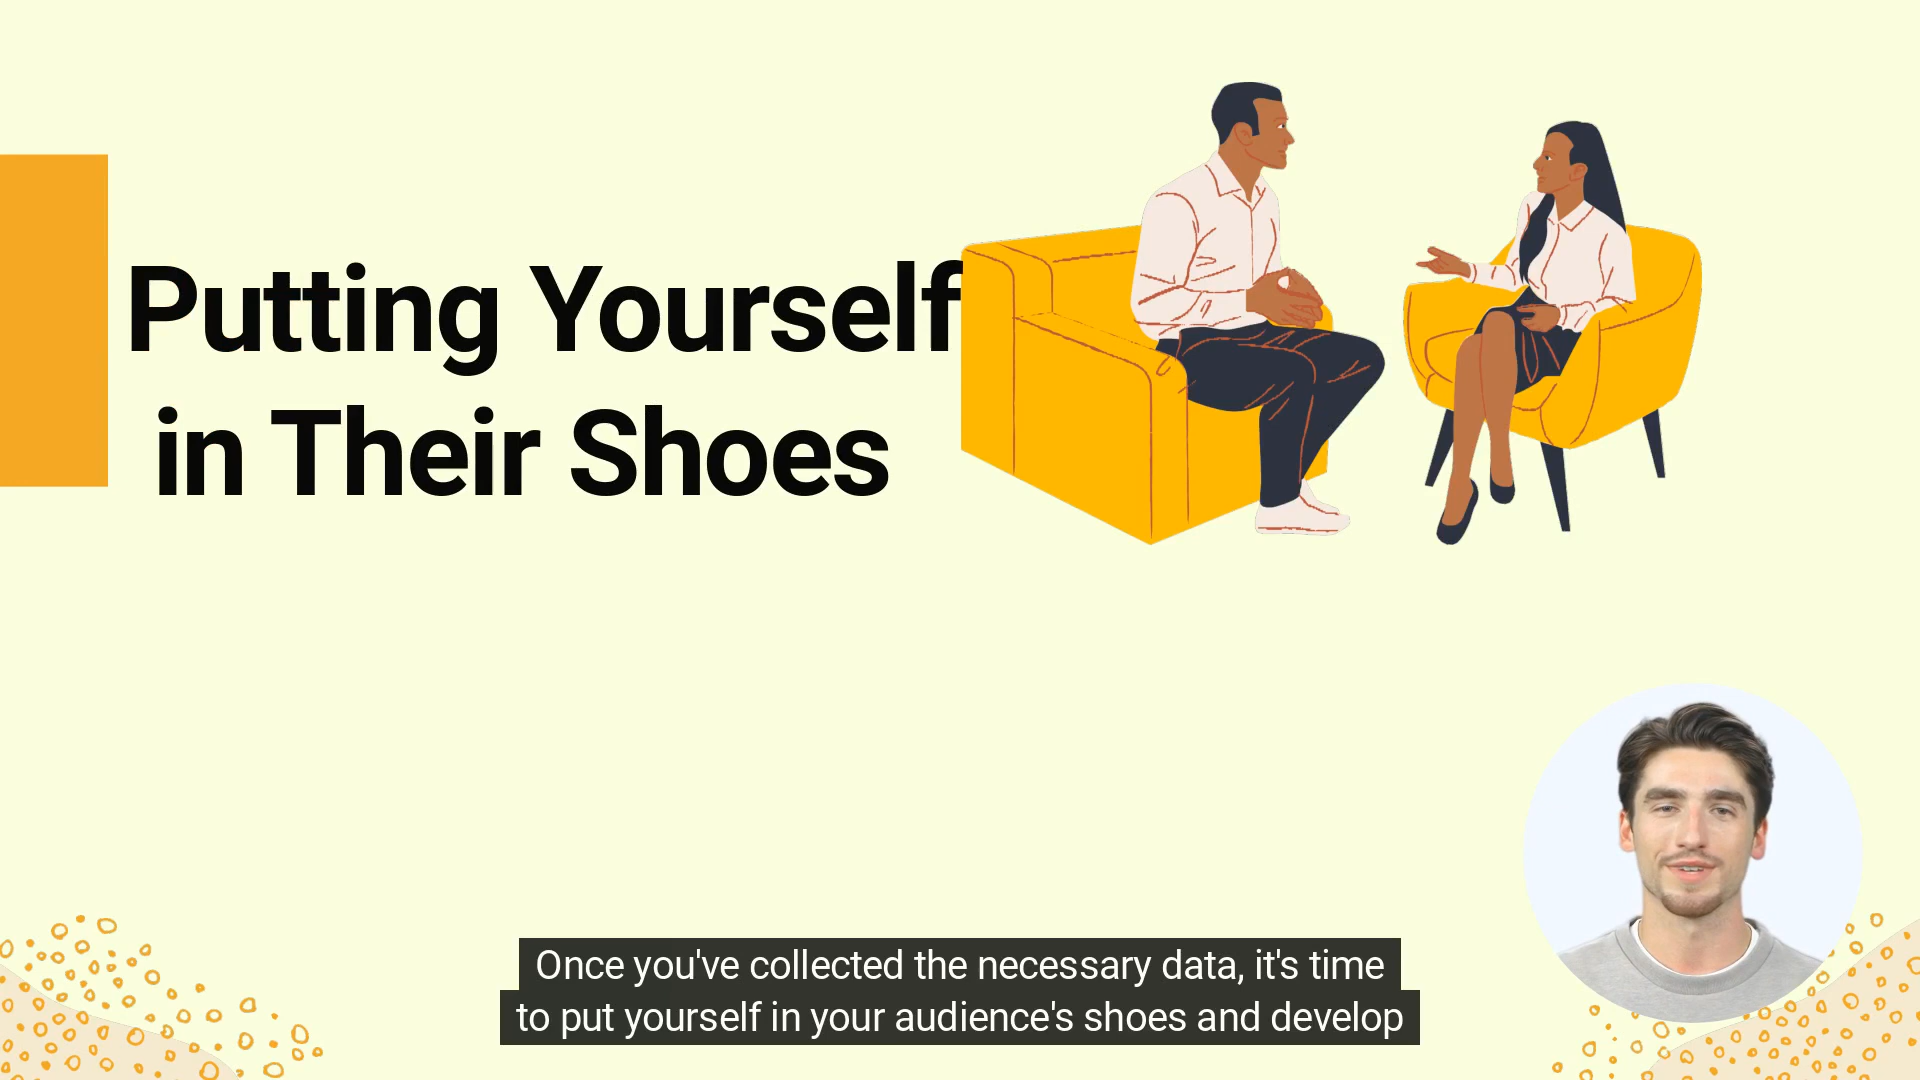 Putting Yourself
in Their Shoes
Once you've collected the necessary data, it's time
to put yourself in your audience's shoes and develop